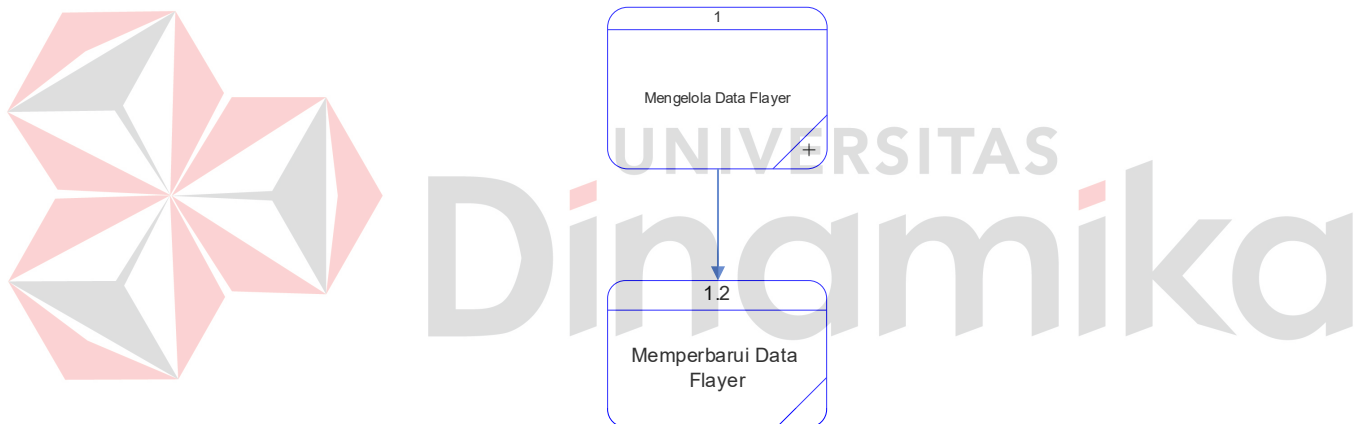 1
Mengelola Data Flayer
+
UNIVERSITAS
Dinamika
1.2
Memperbarui Data
Flayer